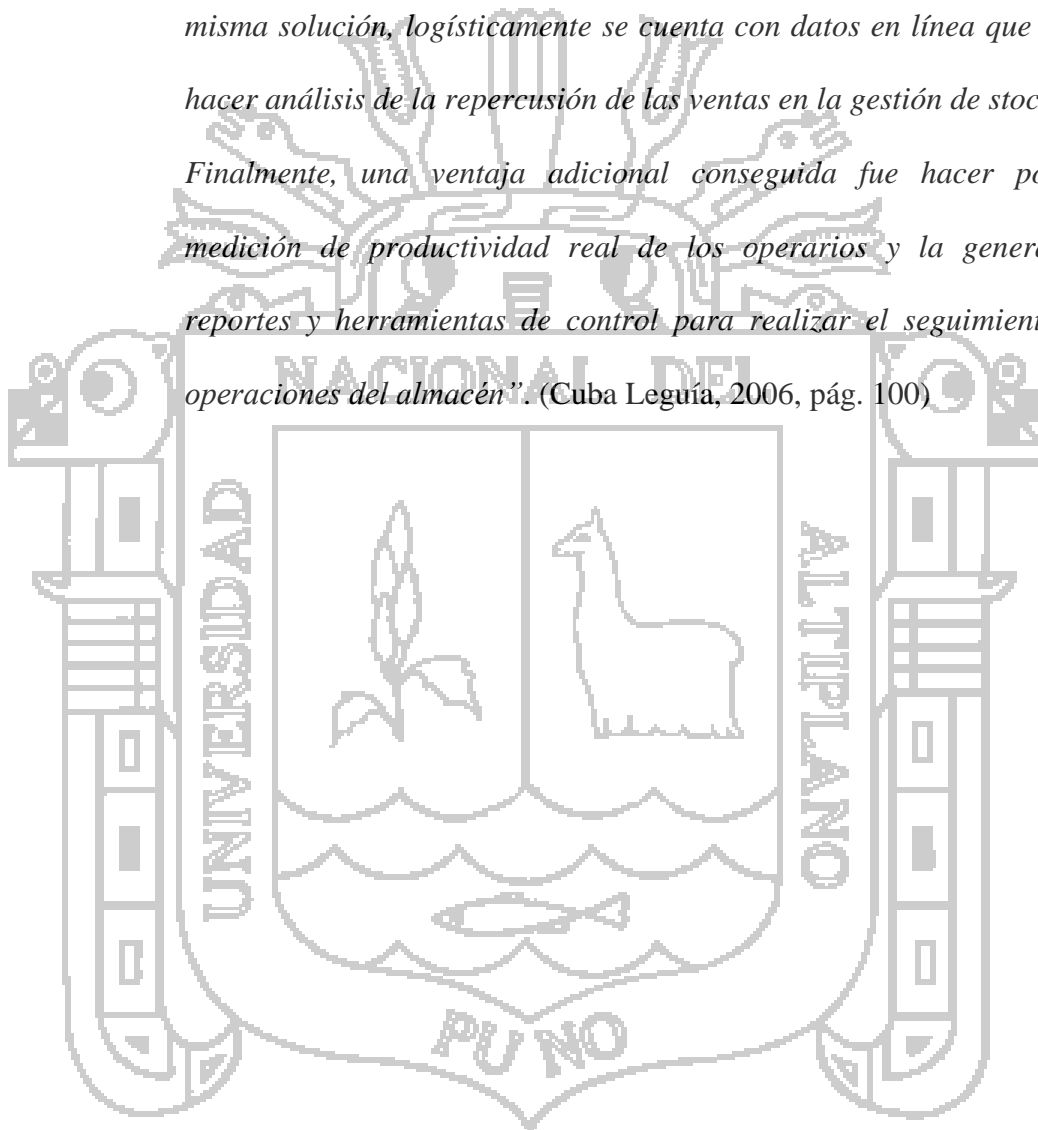 misma solución, logísticamente se cuenta con datos en línea que
hacer análisis de la repercusión de las ventas en la gestión de stoc
Finalmente, una ventaja adicional conseguida fue hacer po
medición de productividad real de los operarios y la genera
reportes y herramientas de control para realizar el seguimient
operaciones del almacén”. (Cuba Leguía, 2006, pág. 100)
NACIONAL DEL
UNIVERSIDAD
ALTIPLANO
PUNO